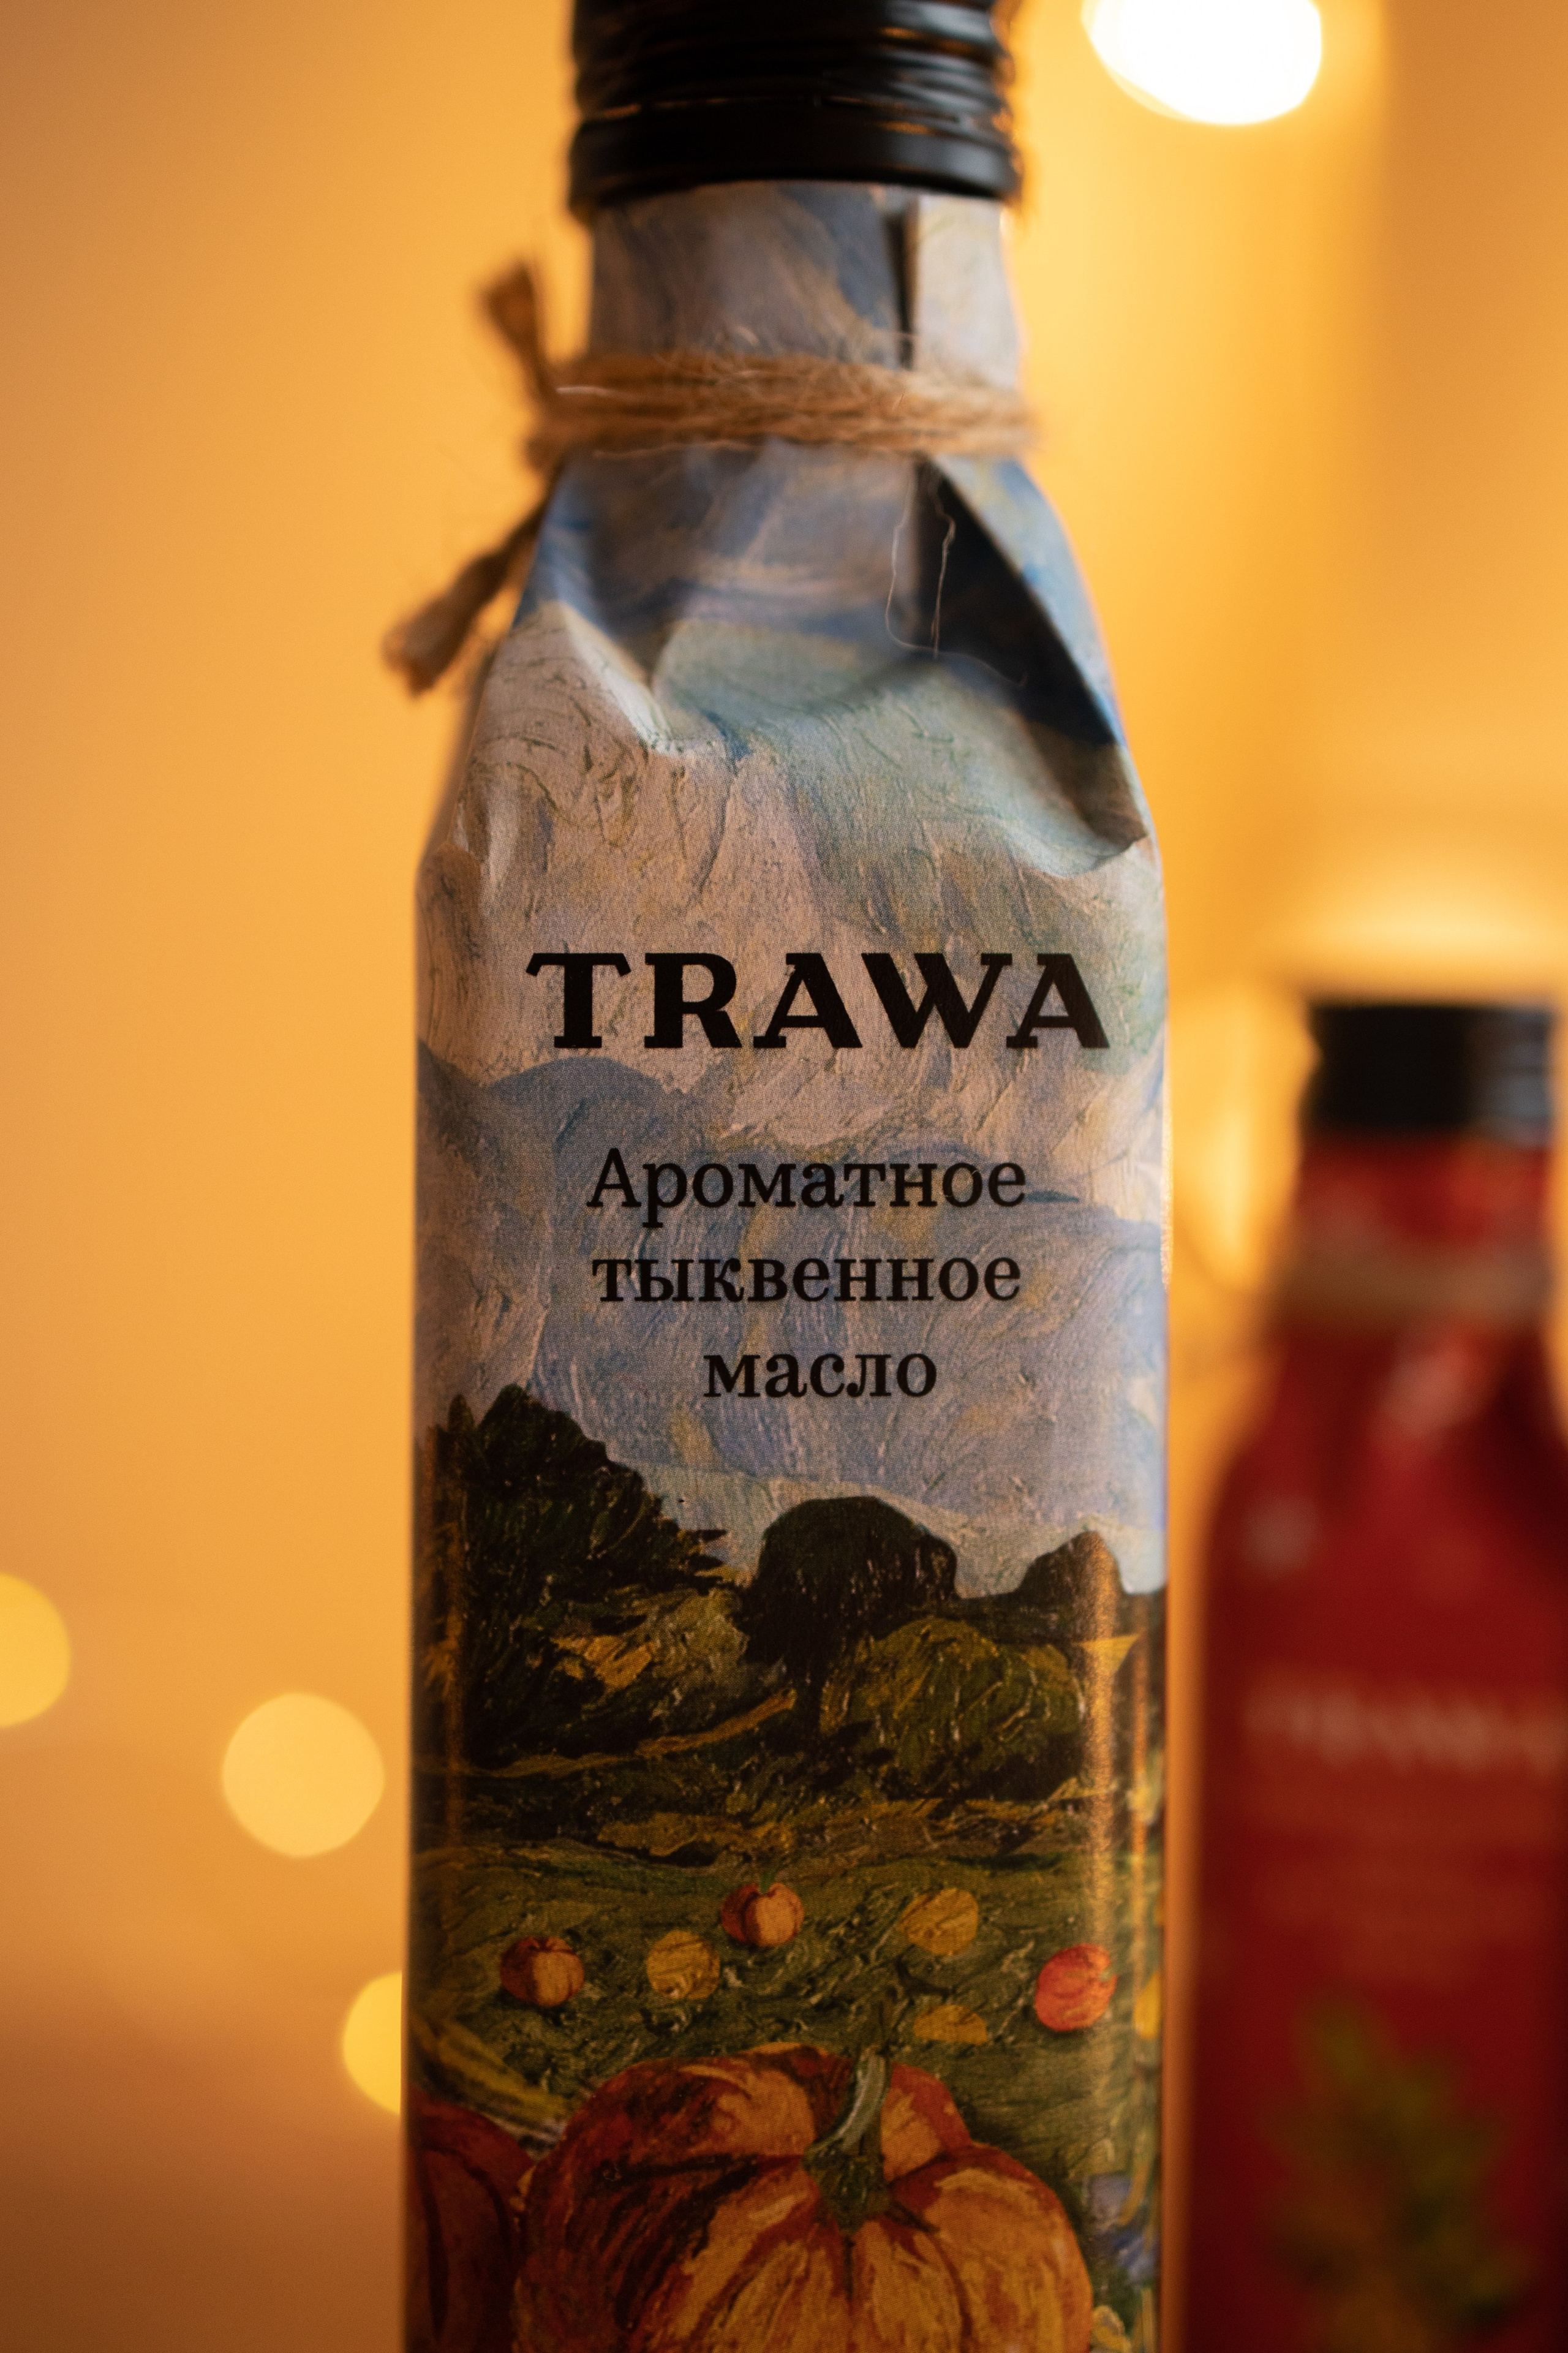 TRAWA
Ароматное
тыквенное
масло